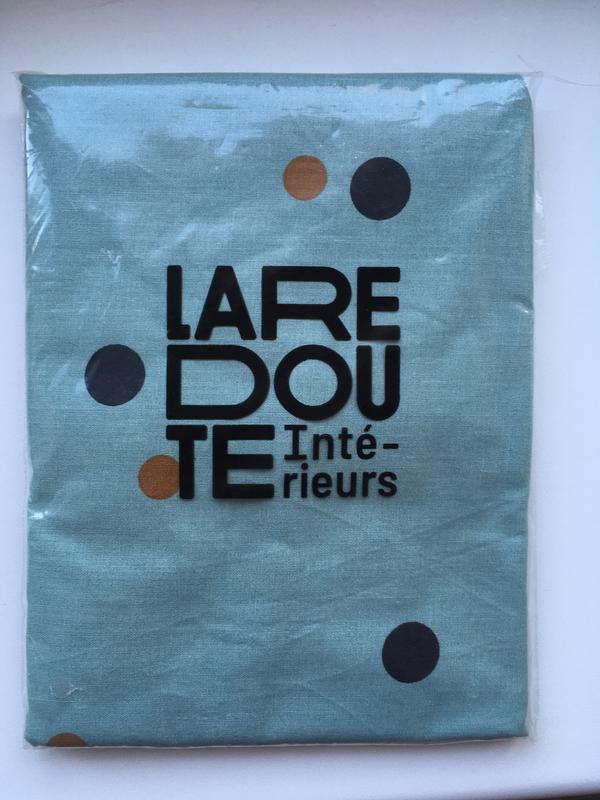 LARE
DOU
TE Inté-
rieurs